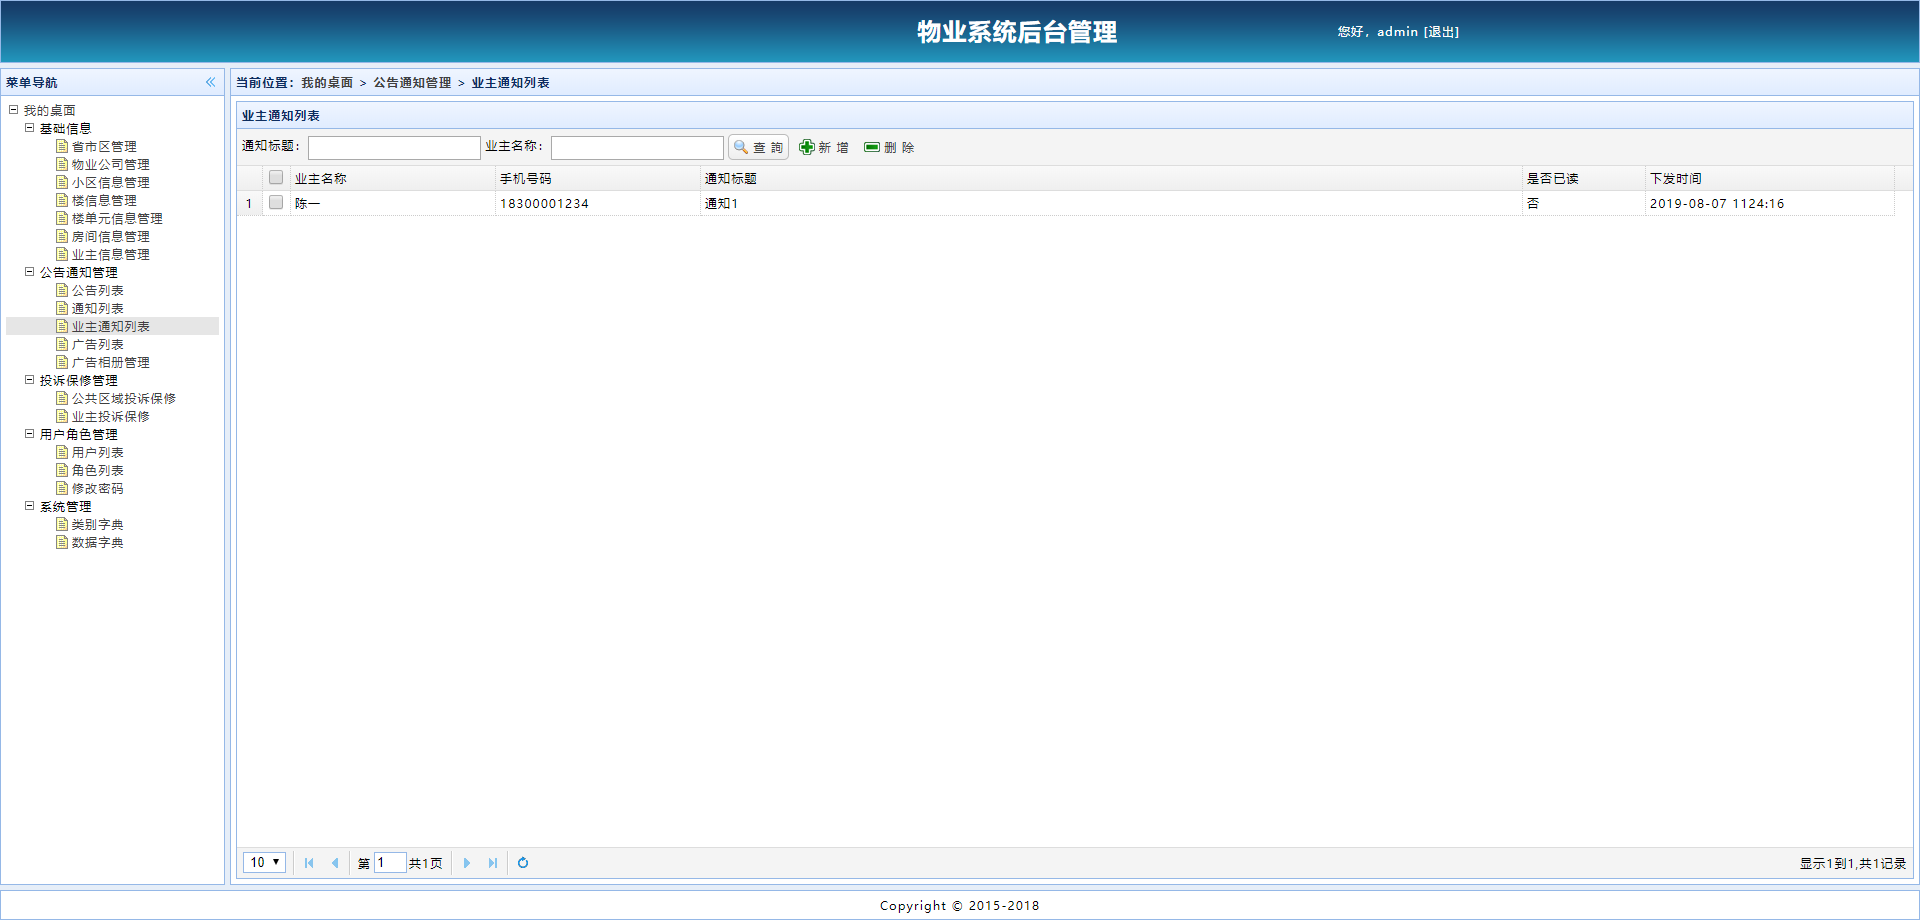 物业系统后台管理
您好，admin [退出]
菜单导航
我的桌面
基础信息
省市区管理
物业公司管理
小区信息管理
楼信息管理
楼单元信息管理
房间信息管理
业主信息管理
公告通知管理
公告列表
通知列表
业主通知列表
广告列表
广告相册管理
投诉保修管理
公共区域投诉保修
业主投诉保修
用户角色管理
用户列表
角色列表
修改密码
系统管理
类别字典
数据字典
当前位置：我的桌面 > 公告通知管理 > 业主通知列表
业主通知列表
通知标题： 业主名称： 查 詢 新 增 删 除
业主名称 手机号码 通知标题 是否已读 下发时间
1 陈一 18300001234 通知1 否 2019-08-07 1124:16
10 第 1 共1页 显示1到1,共1记录
Copyright © 2015-2018